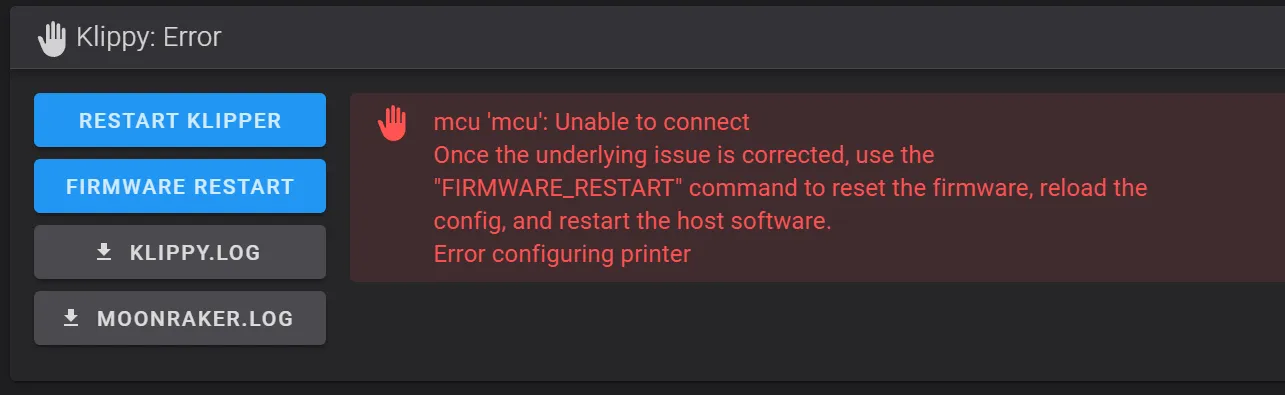 Klippy: Error
RESTART KLIPPER
FIRMWARE RESTART
KLIPPY.LOG
MOONRAKER.LOG
mcu 'mcu': Unable to connect
Once the underlying issue is corrected, use the
"FIRMWARE_RESTART" command to reset the firmware, reload the
config, and restart the host software.
Error configuring printer